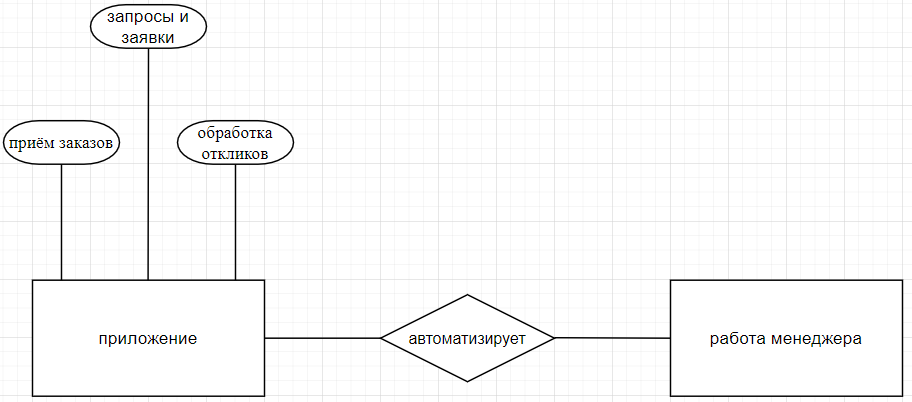 запросы и
заявки
приём заказов
обработка
откликов
приложение
автоматизирует
работа менеджера